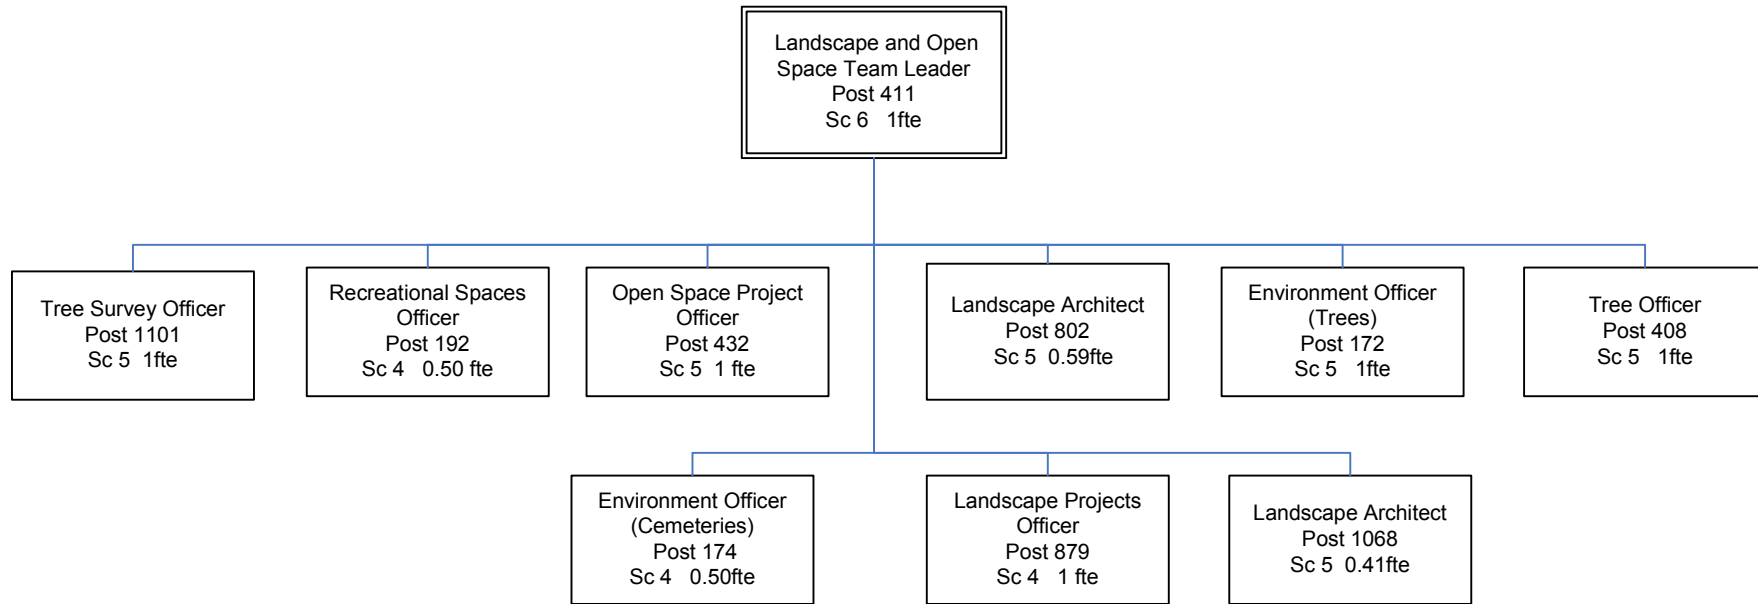 Landscape and Open
Space Team Leader
Post 411
Sc 6 1fte
Tree Survey Officer
Post 1101
Sc 5 1fte
Recreational Spaces
Officer
Post 192
Sc 4 0.50 fte
Open Space Project
Officer
Post 432
Sc 5 1 fte
Landscape Architect
Post 802
Sc 5 0.59fte
Environment Officer
(Trees)
Post 172
Sc 5 1fte
Tree Officer
Post 408
Sc 5 1fte
Environment Officer
(Cemeteries)
Post 174
Sc 4 0.50fte
Landscape Projects
Officer
Post 879
Sc 4 1 fte
Landscape Architect
Post 1068
Sc 5 0.41fte